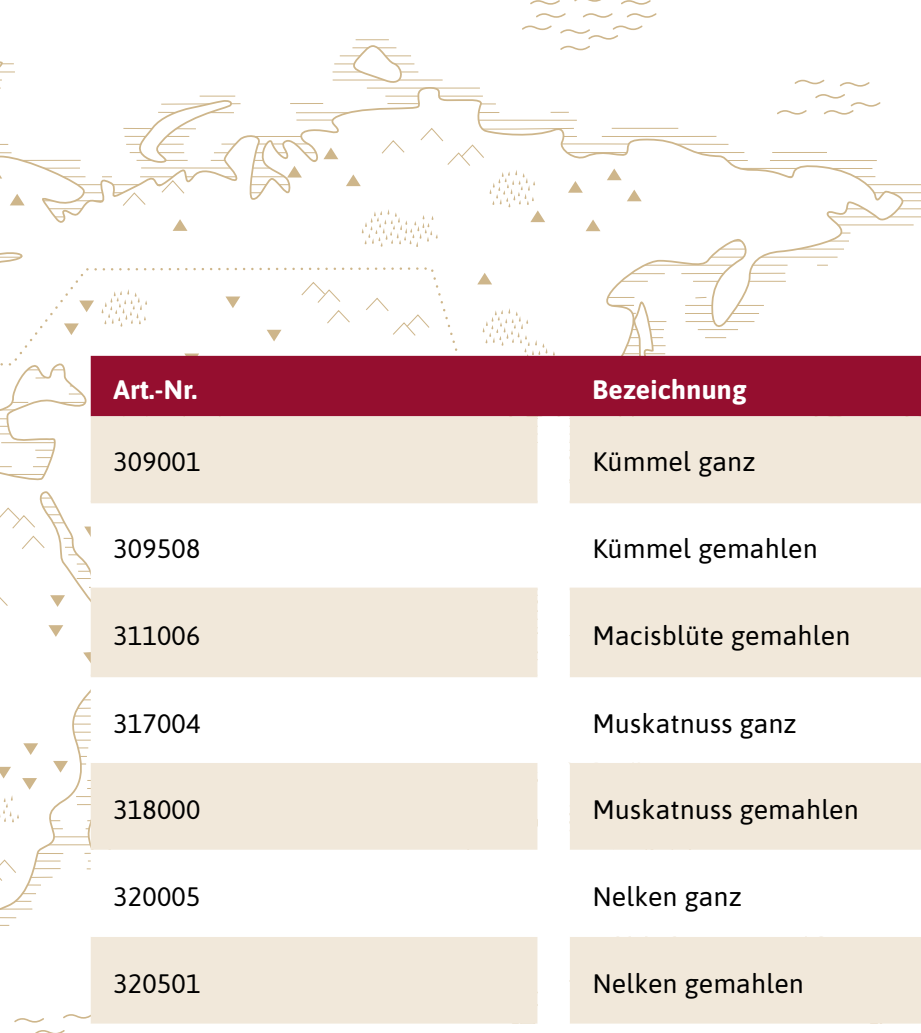 Art.-Nr. Bezeichnung
309001 Kümmel ganz
309508 Kümmel gemahlen
311006 Macisblüte gemahlen
317004 Muskatnuss ganz
318000 Muskatnuss gemahlen
320005 Nelken ganz
320501 Nelken gemahlen